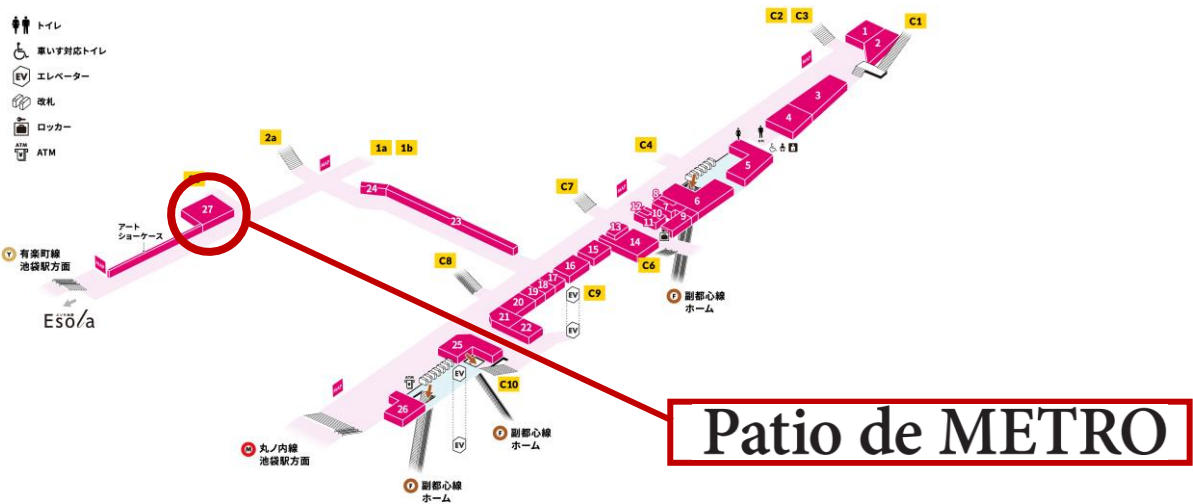 トイレ
車いす対応トイレ
EV エレベーター
改札
ロッカー
ATM ATM
C2 C3
C1
1
2
MAP
3
4
2a
1a 1b
MAP
C4
5
24
C7
MAP
8
6
7
12
10
9
27
23
11
アート
ショーケース
13
14
Y 有楽町線
池袋駅方面
MAP
15
C8
16
C6
17
18
EV C9
F 副都心線
ホーム
19
20
Esola
21
22
EV
25
ATM
EV
C10
MAP
26
Patio de METRO
M 丸ノ内線
池袋駅方面
EV
F 副都心線
ホーム
F 副都心線
ホーム